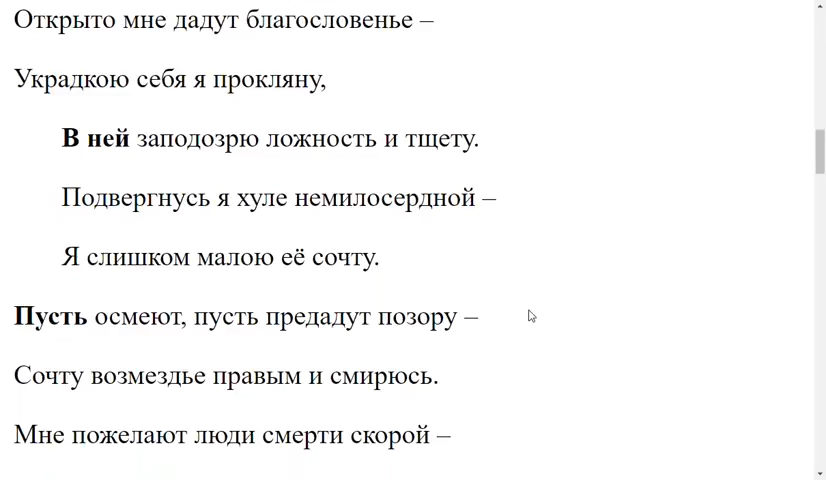 Открыто мне дадут благословенье –
Украдкою себя я прокляну,
В ней заподозрю ложность и тщету.
Подвергнусь я хуле немилосердной –
Я слишком малою её сочту.
Пусть осмеют, пусть предадут позору –
Сочту возмездье правым и смирюсь.
Мне пожелают люди смерти скорой –